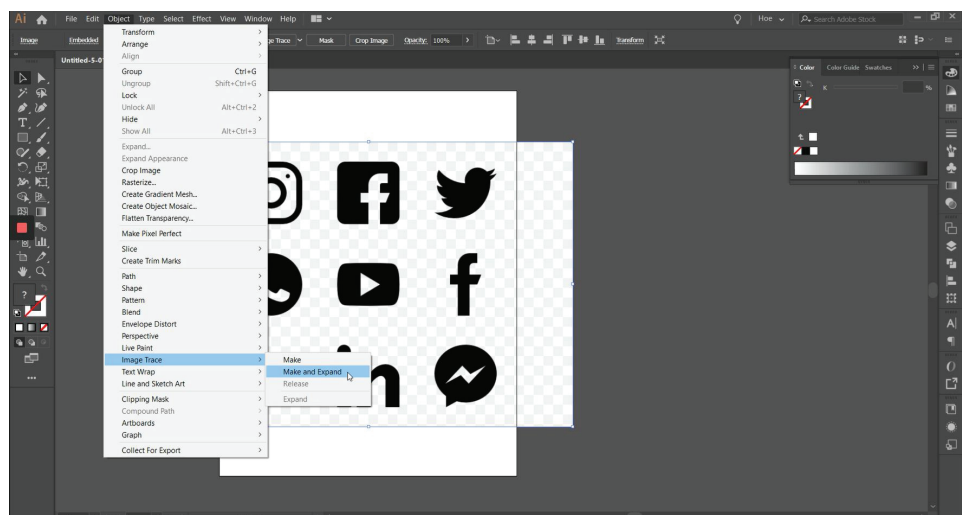 Ai File Edit Object Type Select Effect View Window Help Hoe Search Adobe Stock
Image Embedded ge Trace Mask Crop Image Opacity: 100% Transform
Untitled-5-0
Transform
Arrange
Align
Group Ctrl+G
Ungroup Shift+Ctrl+G
Lock
Unlock All Alt+Ctrl+2
Hide
Show All Alt+Ctrl+3
Expand...
Expand Appearance
Crop Image
Rasterize...
Create Gradient Mesh...
Create Object Mosaic...
Flatten Transparency...
Make Pixel Perfect
Slice
Create Trim Marks
Path
Shape
Pattern
Blend
Envelope Distort
Perspective
Live Paint
Image Trace
Text Wrap
Line and Sketch Art
Clipping Mask
Compound Path
Artboards
Graph
Collect For Export
Make
Make and Expand
Release
Expand
Color Color Guide Swatches
K %
?
?
f
f
in